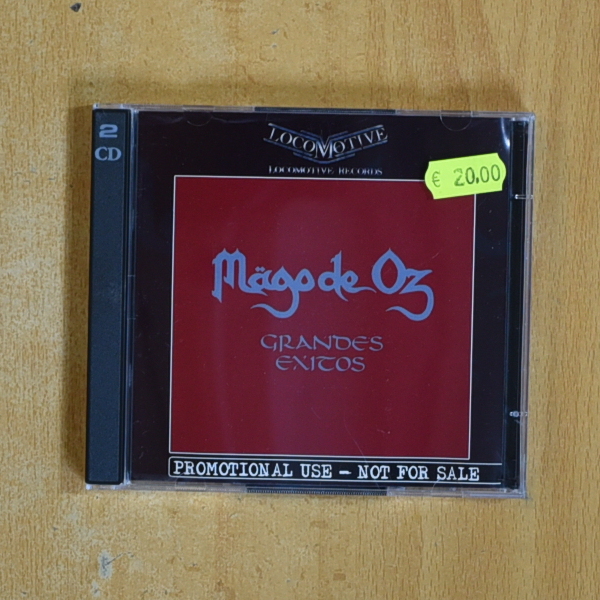 2
CD
LOCOMOTIVE
LOCOMOTIVE RECORDS
€ 20,00
Mägo de Oz
GRANDES
EXITOS
PROMOTIONAL USE – NOT FOR SALE